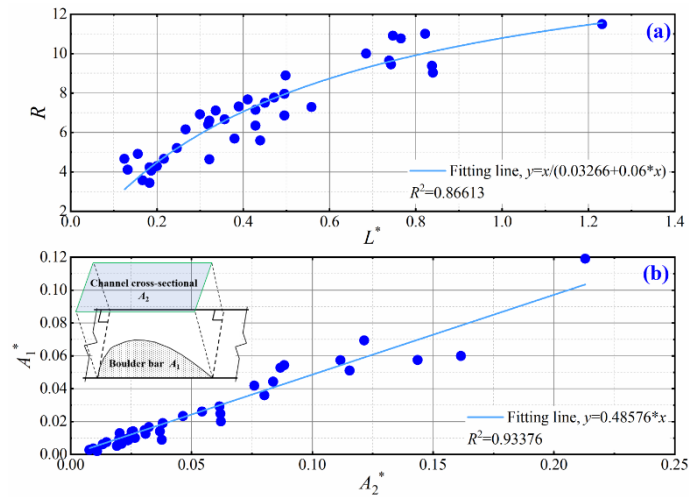 12
10
8
6
4
2
R
(a)
Fitting line, y=x/(0.03266+0.06*x)
R²=0.86613
0.0 0.2 0.4 0.6 0.8 1.0 1.2 1.4
L*
0.12
0.10
0.08
0.06
0.04
0.02
0.00
A₁*
(b)
Channel cross-sectional
A₂
Boulder bar A₁
Fitting line, y=0.48576*x
R²=0.93376
0.00 0.05 0.10 0.15 0.20 0.25
A₂*